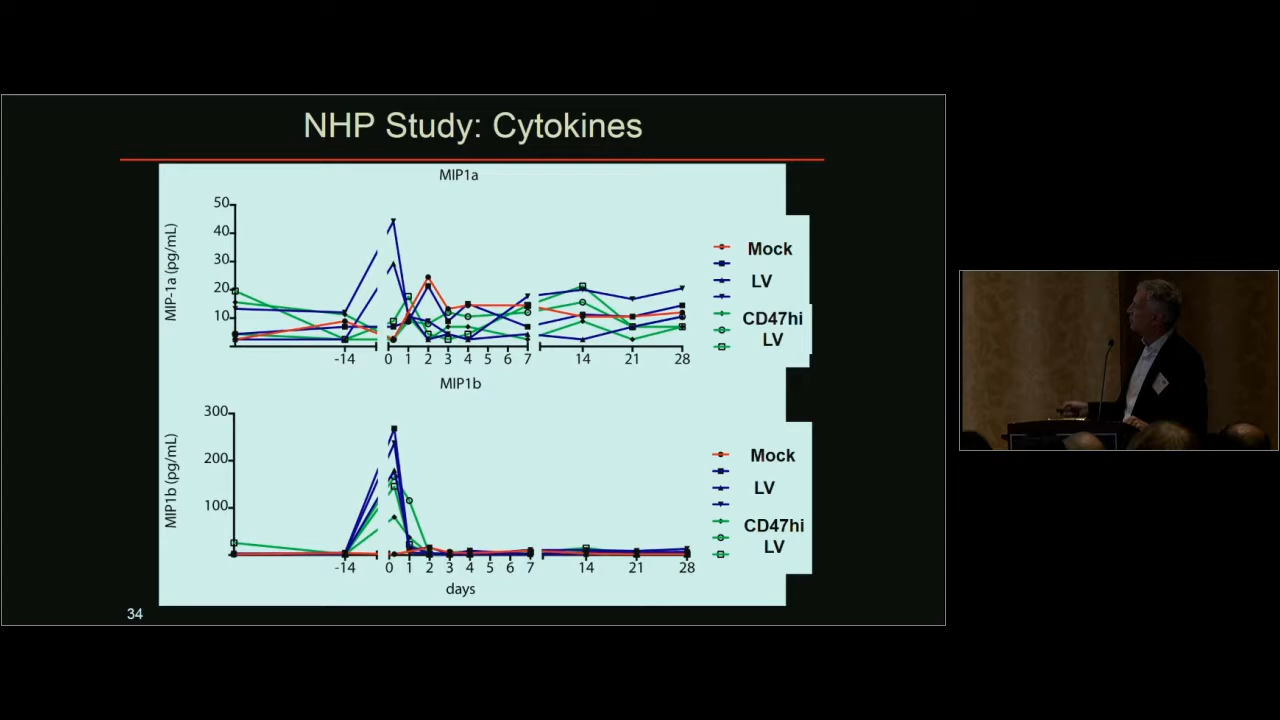 NHP Study: Cytokines
MIP1a
MIP-1a (pg/mL)
50
40
30
20
10
-14 0 1 2 3 4 5 6 7 14 21 28
Mock
LV
CD47hi
LV
MIP1b
MIP1b (pg/mL)
300
200
100
-14 0 1 2 3 4 5 6 7 14 21 28
days
Mock
LV
CD47hi
LV
34